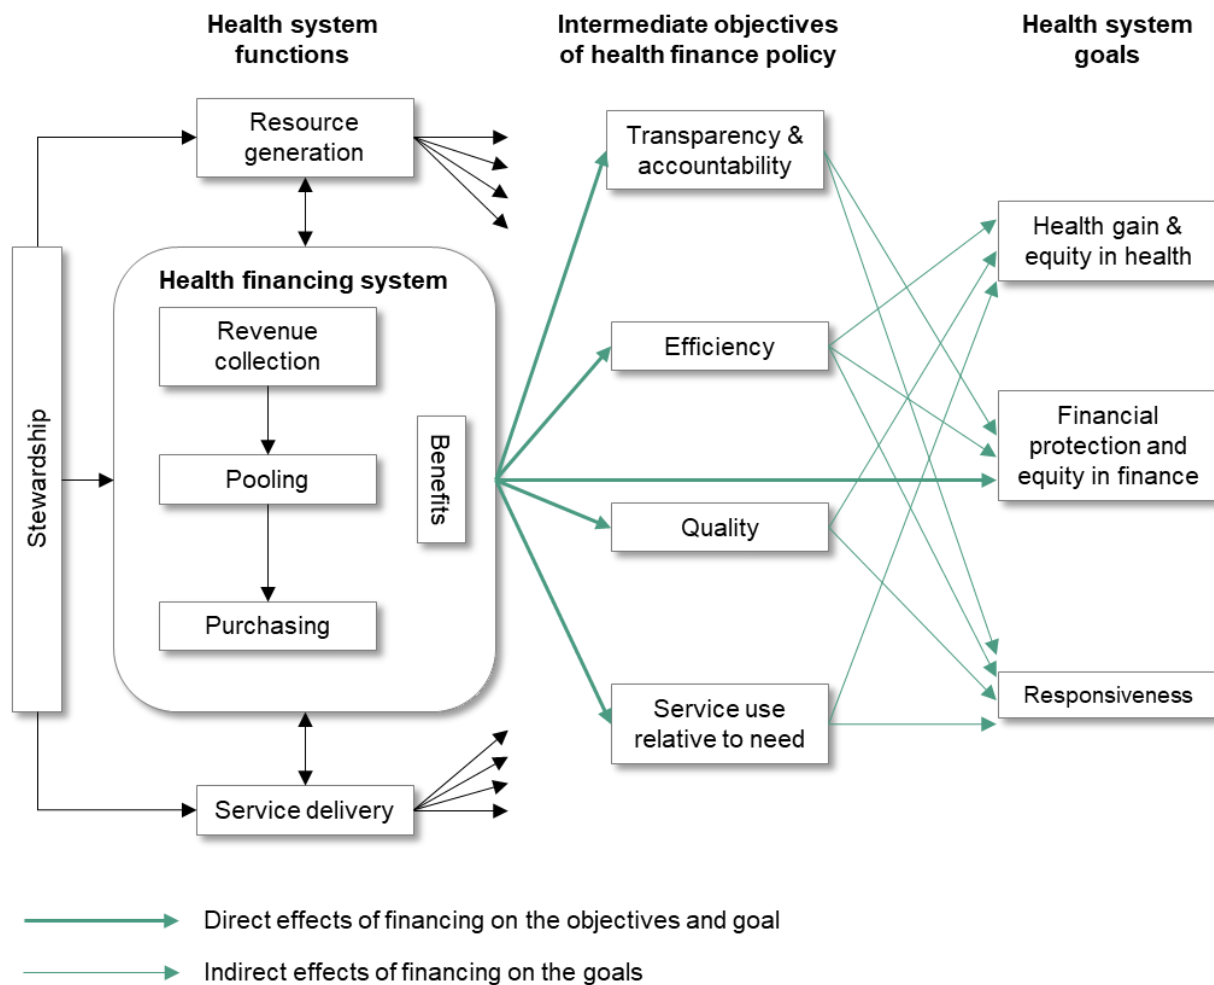 Health system
functions
Intermediate objectives
of health finance policy
Health system
goals
Resource
generation
Stewardship
Health financing system
Revenue
collection
Pooling
Purchasing
Benefits
Service delivery
Transparency &
accountability
Efficiency
Quality
Service use
relative to need
Health gain &
equity in health
Financial
protection and
equity in finance
Responsiveness
Direct effects of financing on the objectives and goal
Indirect effects of financing on the goals